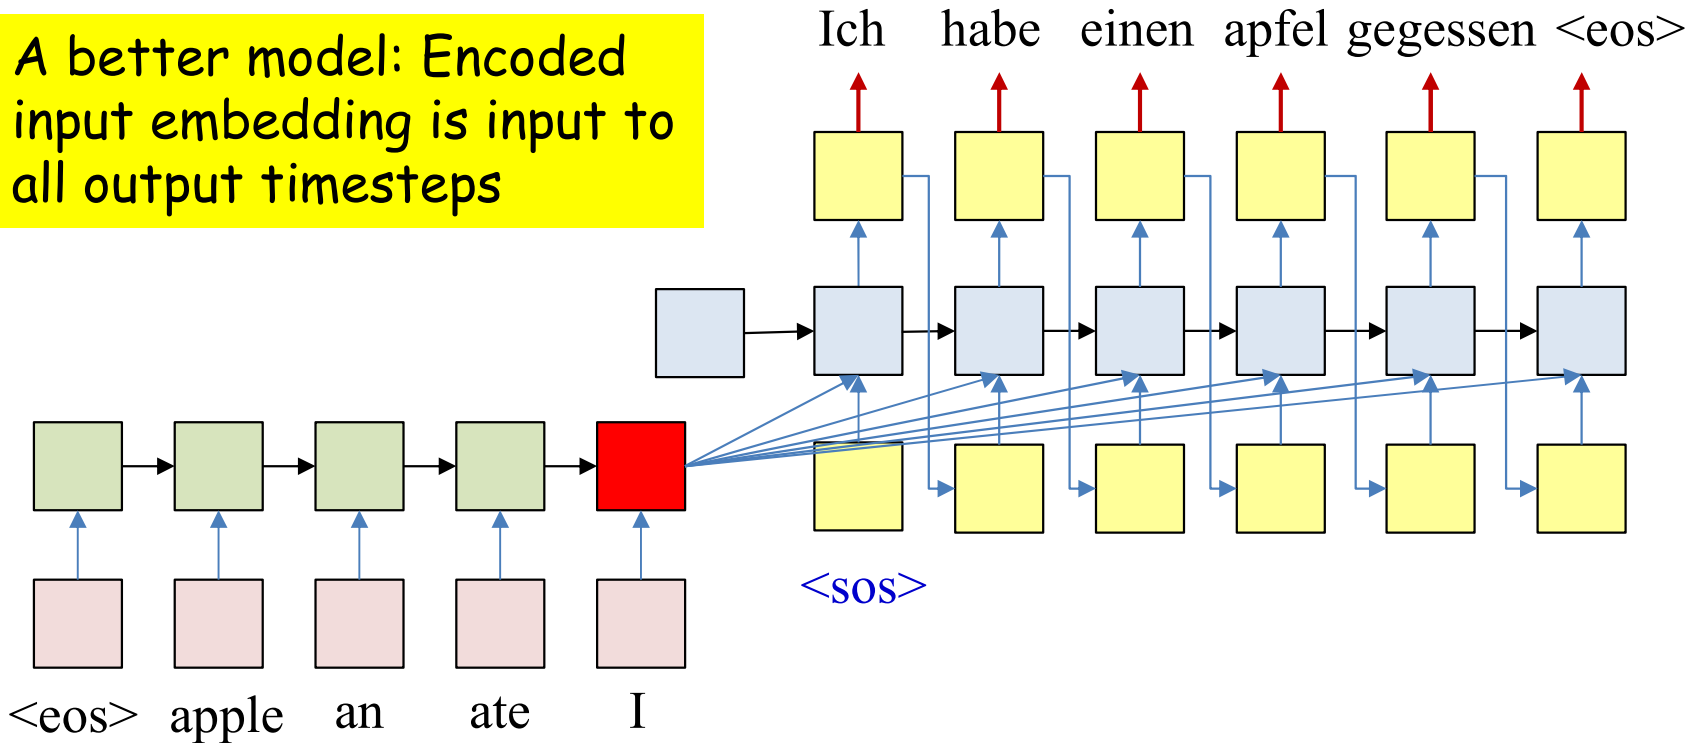 A better model: Encoded
input embedding is input to
all output timesteps
Ich habe einen apfel gegessen <eos>
<sos>
<eos> apple an ate I